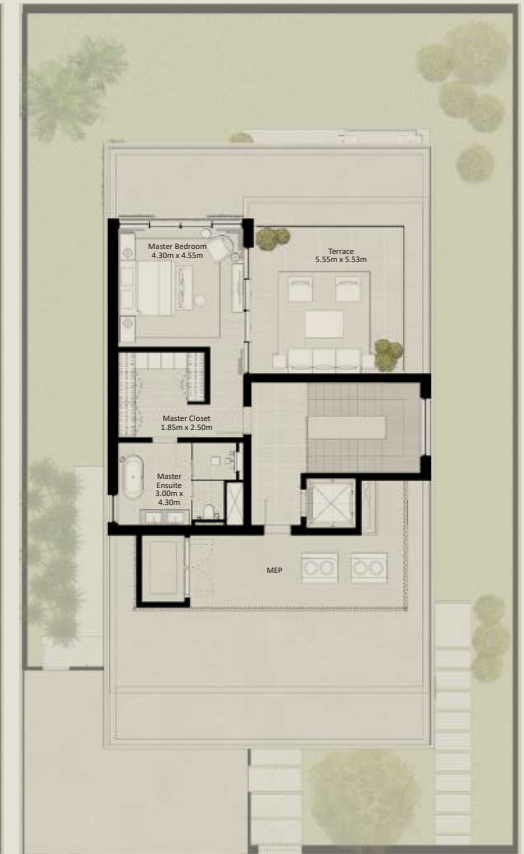 Master Bedroom
4.30m x 4.55m
Terrace
5.55m x 5.53m
Master Closet
1.85m x 2.50m
Master
Ensuite
3.00m x
4.30m
MEP